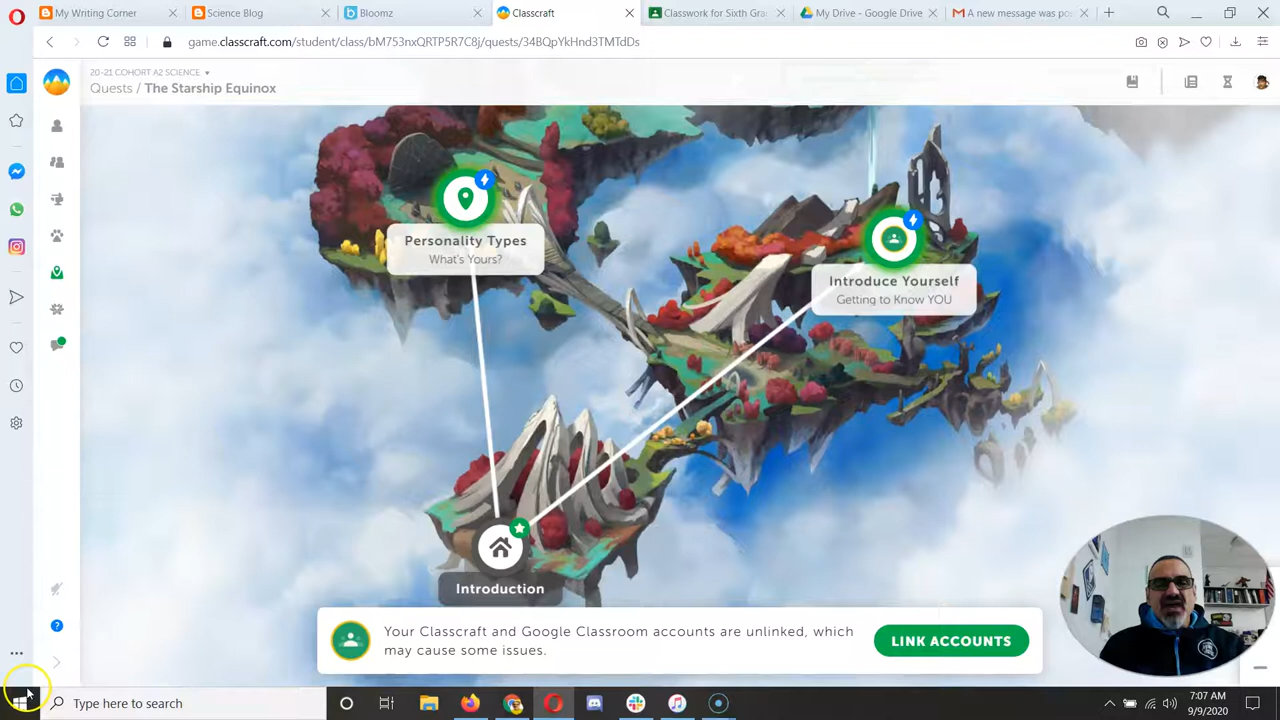 My Writing Corner
Science Blog
Bloomz
Classcraft
Classwork for Sixth Gra
My Drive - Google Drive
A new message was pos
game.classcraft.com/student/class/bM753nxQRTP5R7C8j/quests/34BQpYkHnd3TMTdDs
20-21 COHORT A2 SCIENCE
Quests / The Starship Equinox
Personality Types
What's Yours?
Introduce Yourself
Getting to Know YOU
Introduction
Your Classcraft and Google Classroom accounts are unlinked, which
may cause some issues.
LINK ACCOUNTS
Type here to search
7:07 AM
9/9/2020